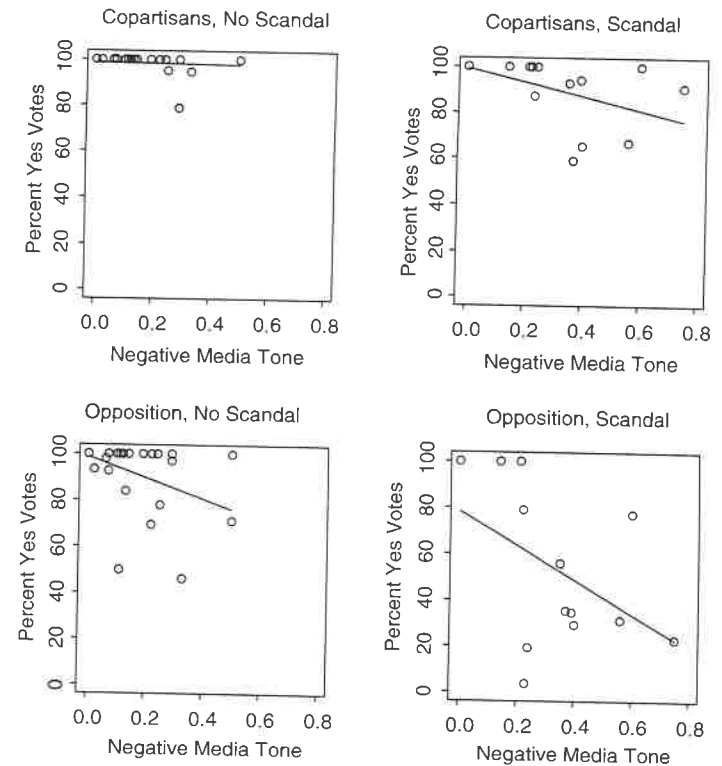 Copartisans, No Scandal
Percent Yes Votes
100
80
60
40
20
0
0.0 0.2 0.4 0.6 0.8
Negative Media Tone
Copartisans, Scandal
Percent Yes Votes
100
80
60
40
20
0
0.0 0.2 0.4 0.6 0.8
Negative Media Tone
Opposition, No Scandal
Percent Yes Votes
100
80
60
40
20
0
0.0 0.2 0.4 0.6 0.8
Negative Media Tone
Opposition, Scandal
Percent Yes Votes
100
80
60
40
20
0
0.0 0.2 0.4 0.6 0.8
Negative Media Tone